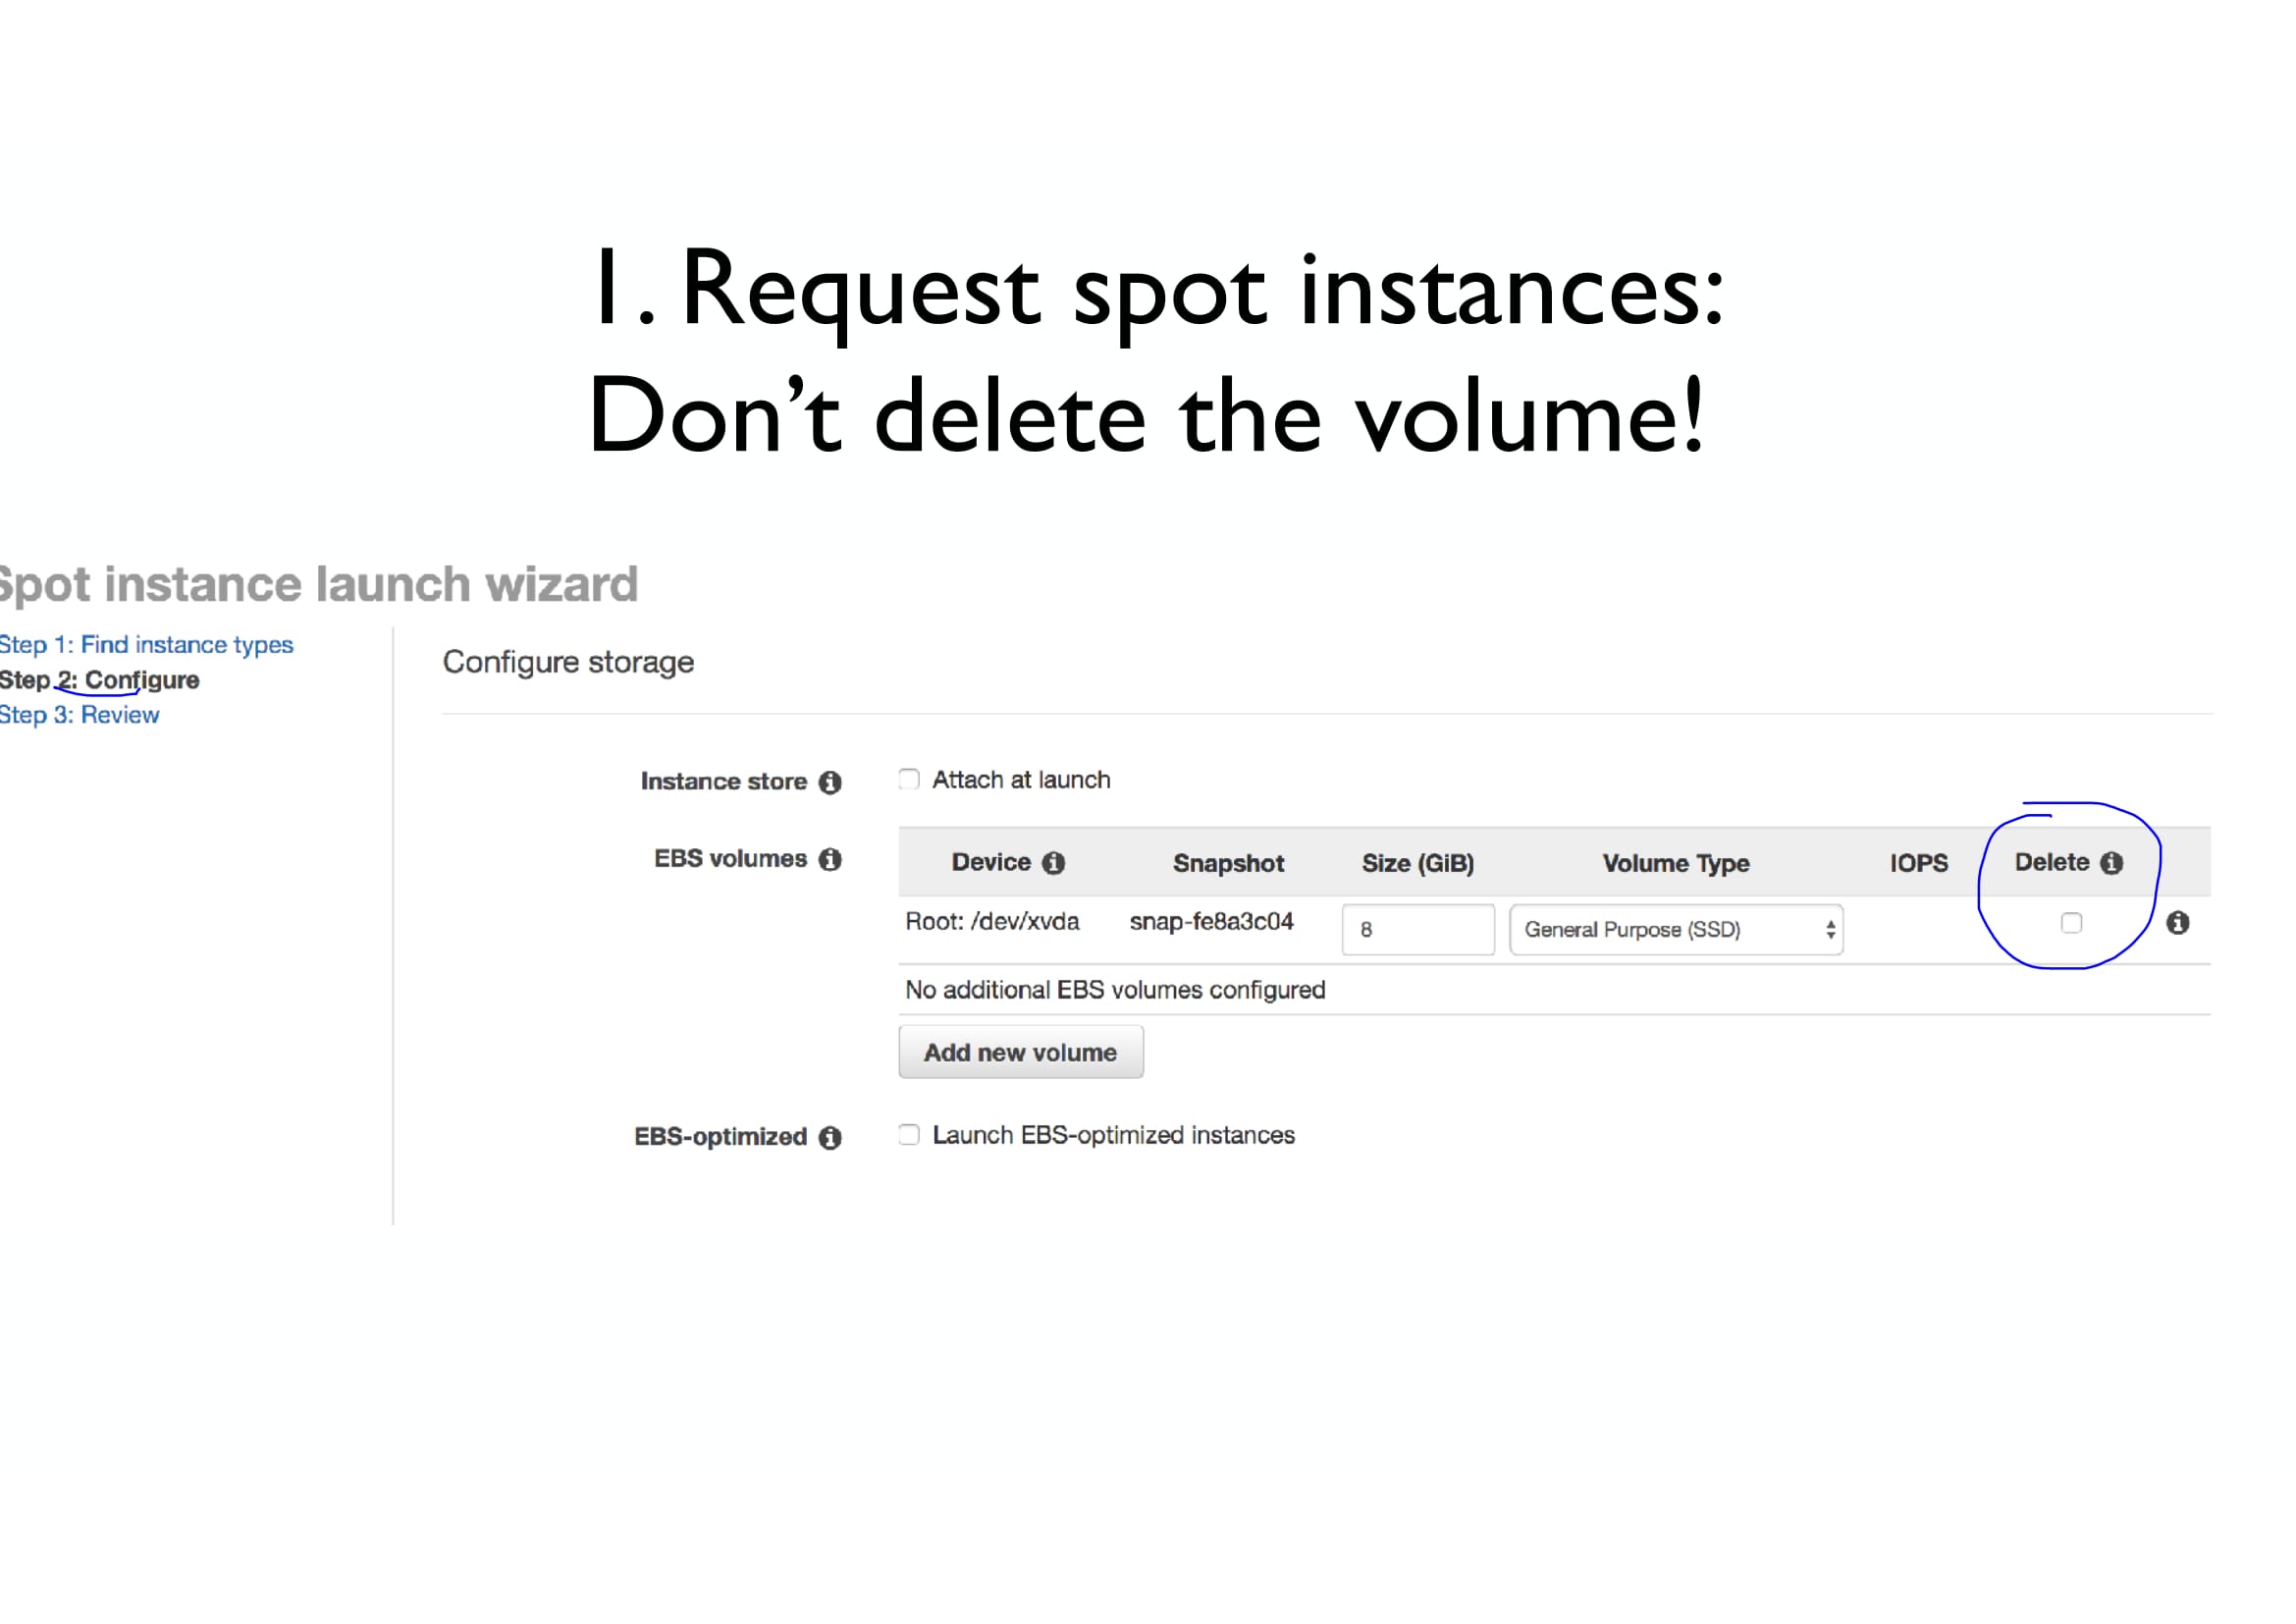 1. Request spot instances:
Don’t delete the volume!
Spot instance launch wizard
Step 1: Find instance types
Step 2: Configure
Step 3: Review
Configure storage
Instance store Attach at launch
EBS volumes Device Snapshot Size (GiB) Volume Type IOPS Delete
Root: /dev/xvda snap-fe8a3c04 8 General Purpose (SSD)
No additional EBS volumes configured
Add new volume
EBS-optimized Launch EBS-optimized instances